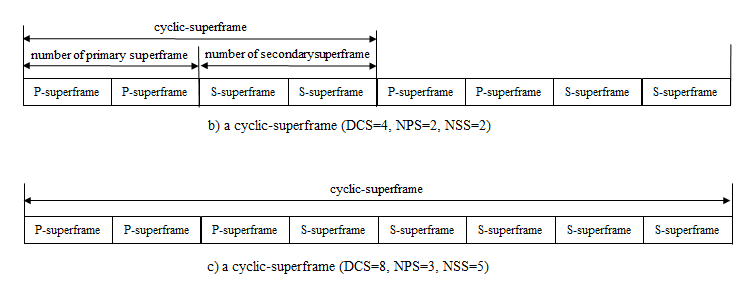 cyclic-superframe
number of primary superframe number of secondarysuperframe
P-superframe P-superframe S-superframe S-superframe P-superframe P-superframe S-superframe S-superframe
b) a cyclic-superframe (DCS=4, NPS=2, NSS=2)
cyclic-superframe
P-superframe P-superframe P-superframe S-superframe S-superframe S-superframe S-superframe S-superframe
c) a cyclic-superframe (DCS=8, NPS=3, NSS=5)